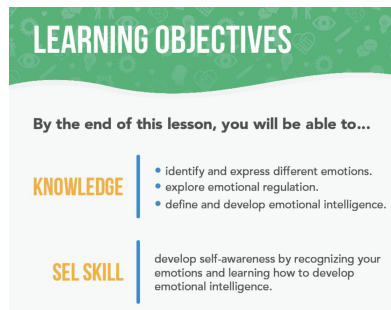 LEARNING OBJECTIVES
By the end of this lesson, you will be able to...
KNOWLEDGE
• identify and express different emotions.
• explore emotional regulation.
• define and develop emotional intelligence.
SEL SKILL
develop self-awareness by recognizing your
emotions and learning how to develop
emotional intelligence.